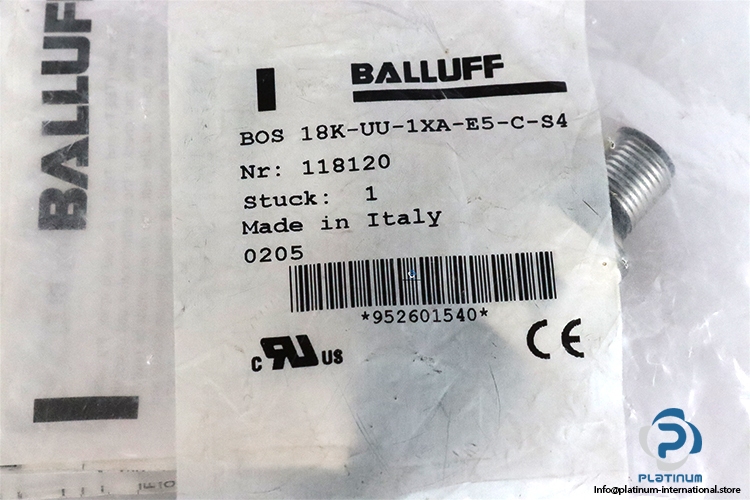 BALLUFF
BALLUFF
BOS 18K-UU-1XA-E5-C-S4
Nr: 118120
Stuck: 1
Made in Italy
0205
*952601540*
c RU US
CE
PLATINUM
Info@platinum-international.store